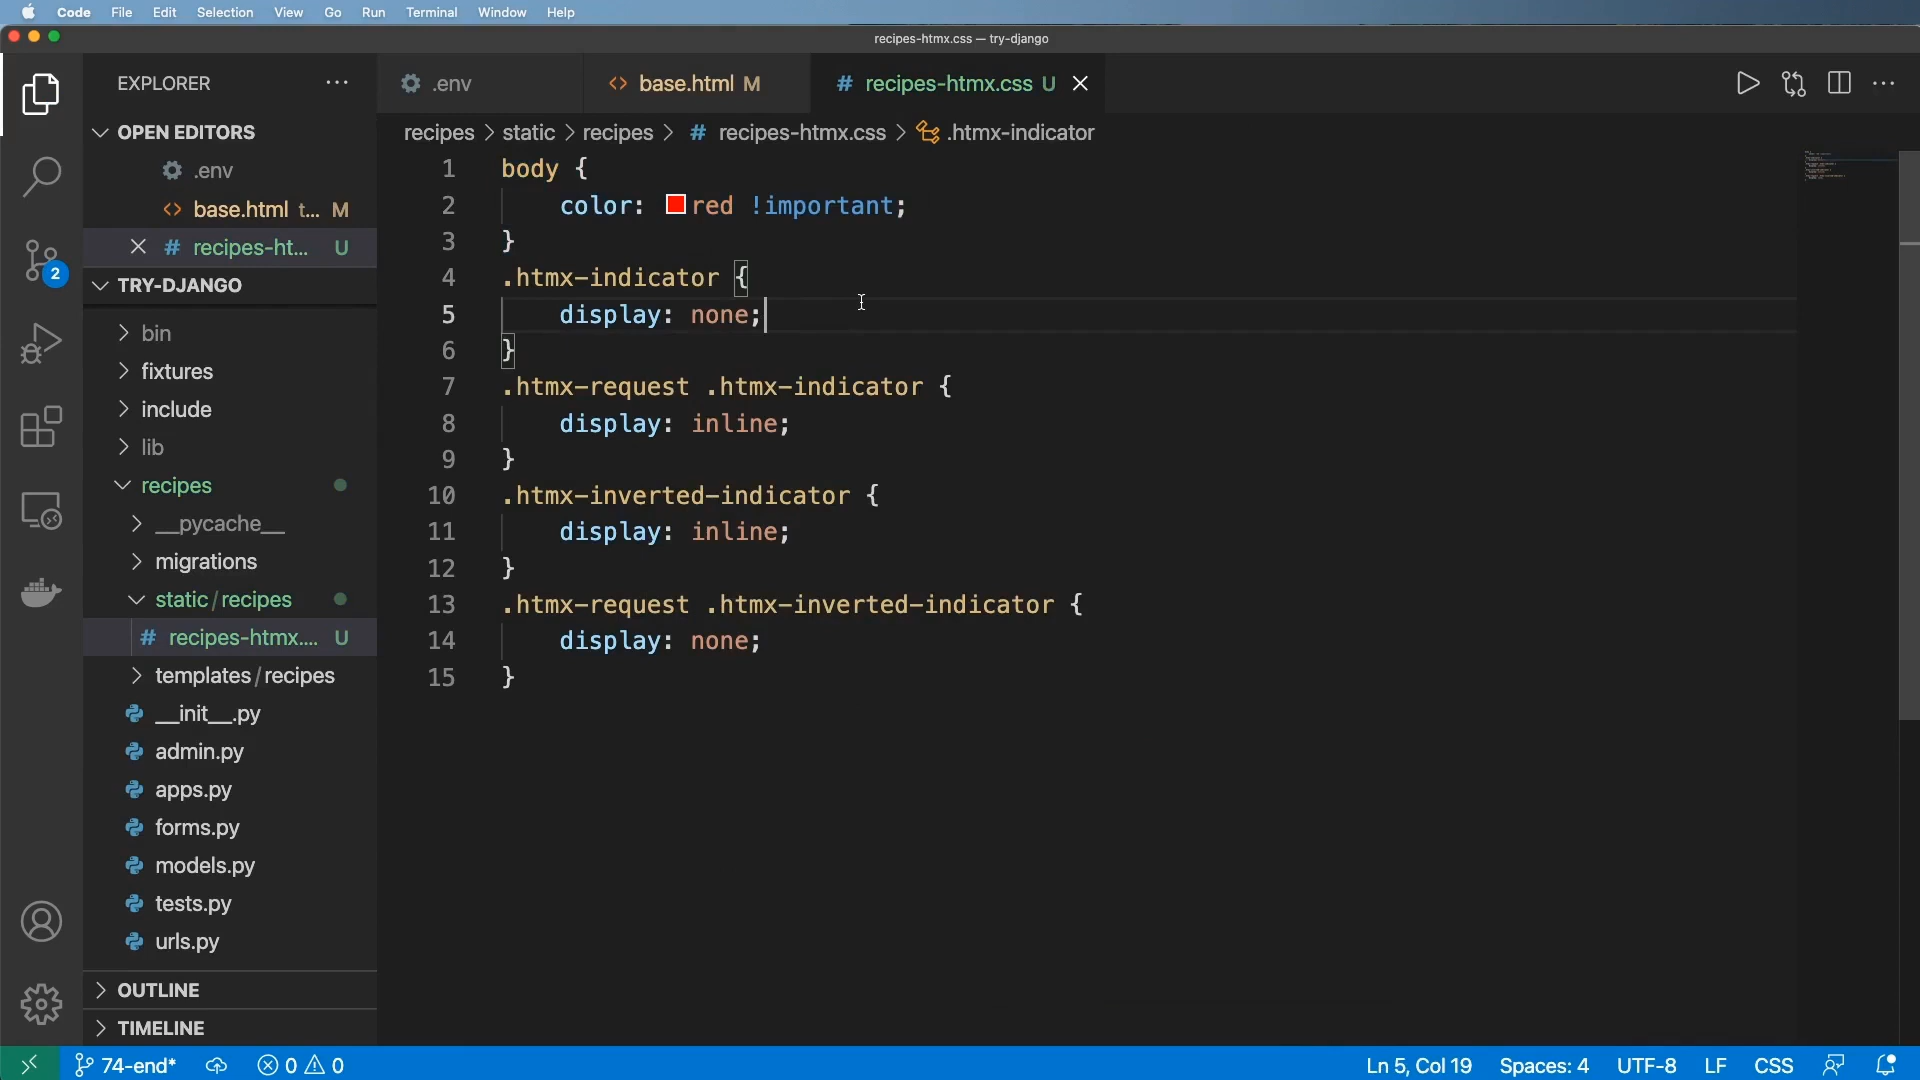 Code File Edit Selection View Go Run Terminal Window Help
recipes-htmx.css — try-django
EXPLORER
.env
base.html M
# recipes-htmx.css U
OPEN EDITORS
.env
base.html t... M
# recipes-ht... U
TRY-DJANGO
bin
fixtures
include
lib
recipes
__pycache__
migrations
static/recipes
# recipes-htmx.... U
templates/recipes
__init__.py
admin.py
apps.py
forms.py
models.py
tests.py
urls.py
OUTLINE
TIMELINE
2
recipes > static > recipes > # recipes-htmx.css > .htmx-indicator
1 body {
2 color: red !important;
3 }
4 .htmx-indicator {
5 display: none;
6 }
7 .htmx-request .htmx-indicator {
8 display: inline;
9 }
10 .htmx-inverted-indicator {
11 display: inline;
12 }
13 .htmx-request .htmx-inverted-indicator {
14 display: none;
15 }
74-end* 0 0 Ln 5, Col 19 Spaces: 4 UTF-8 LF CSS